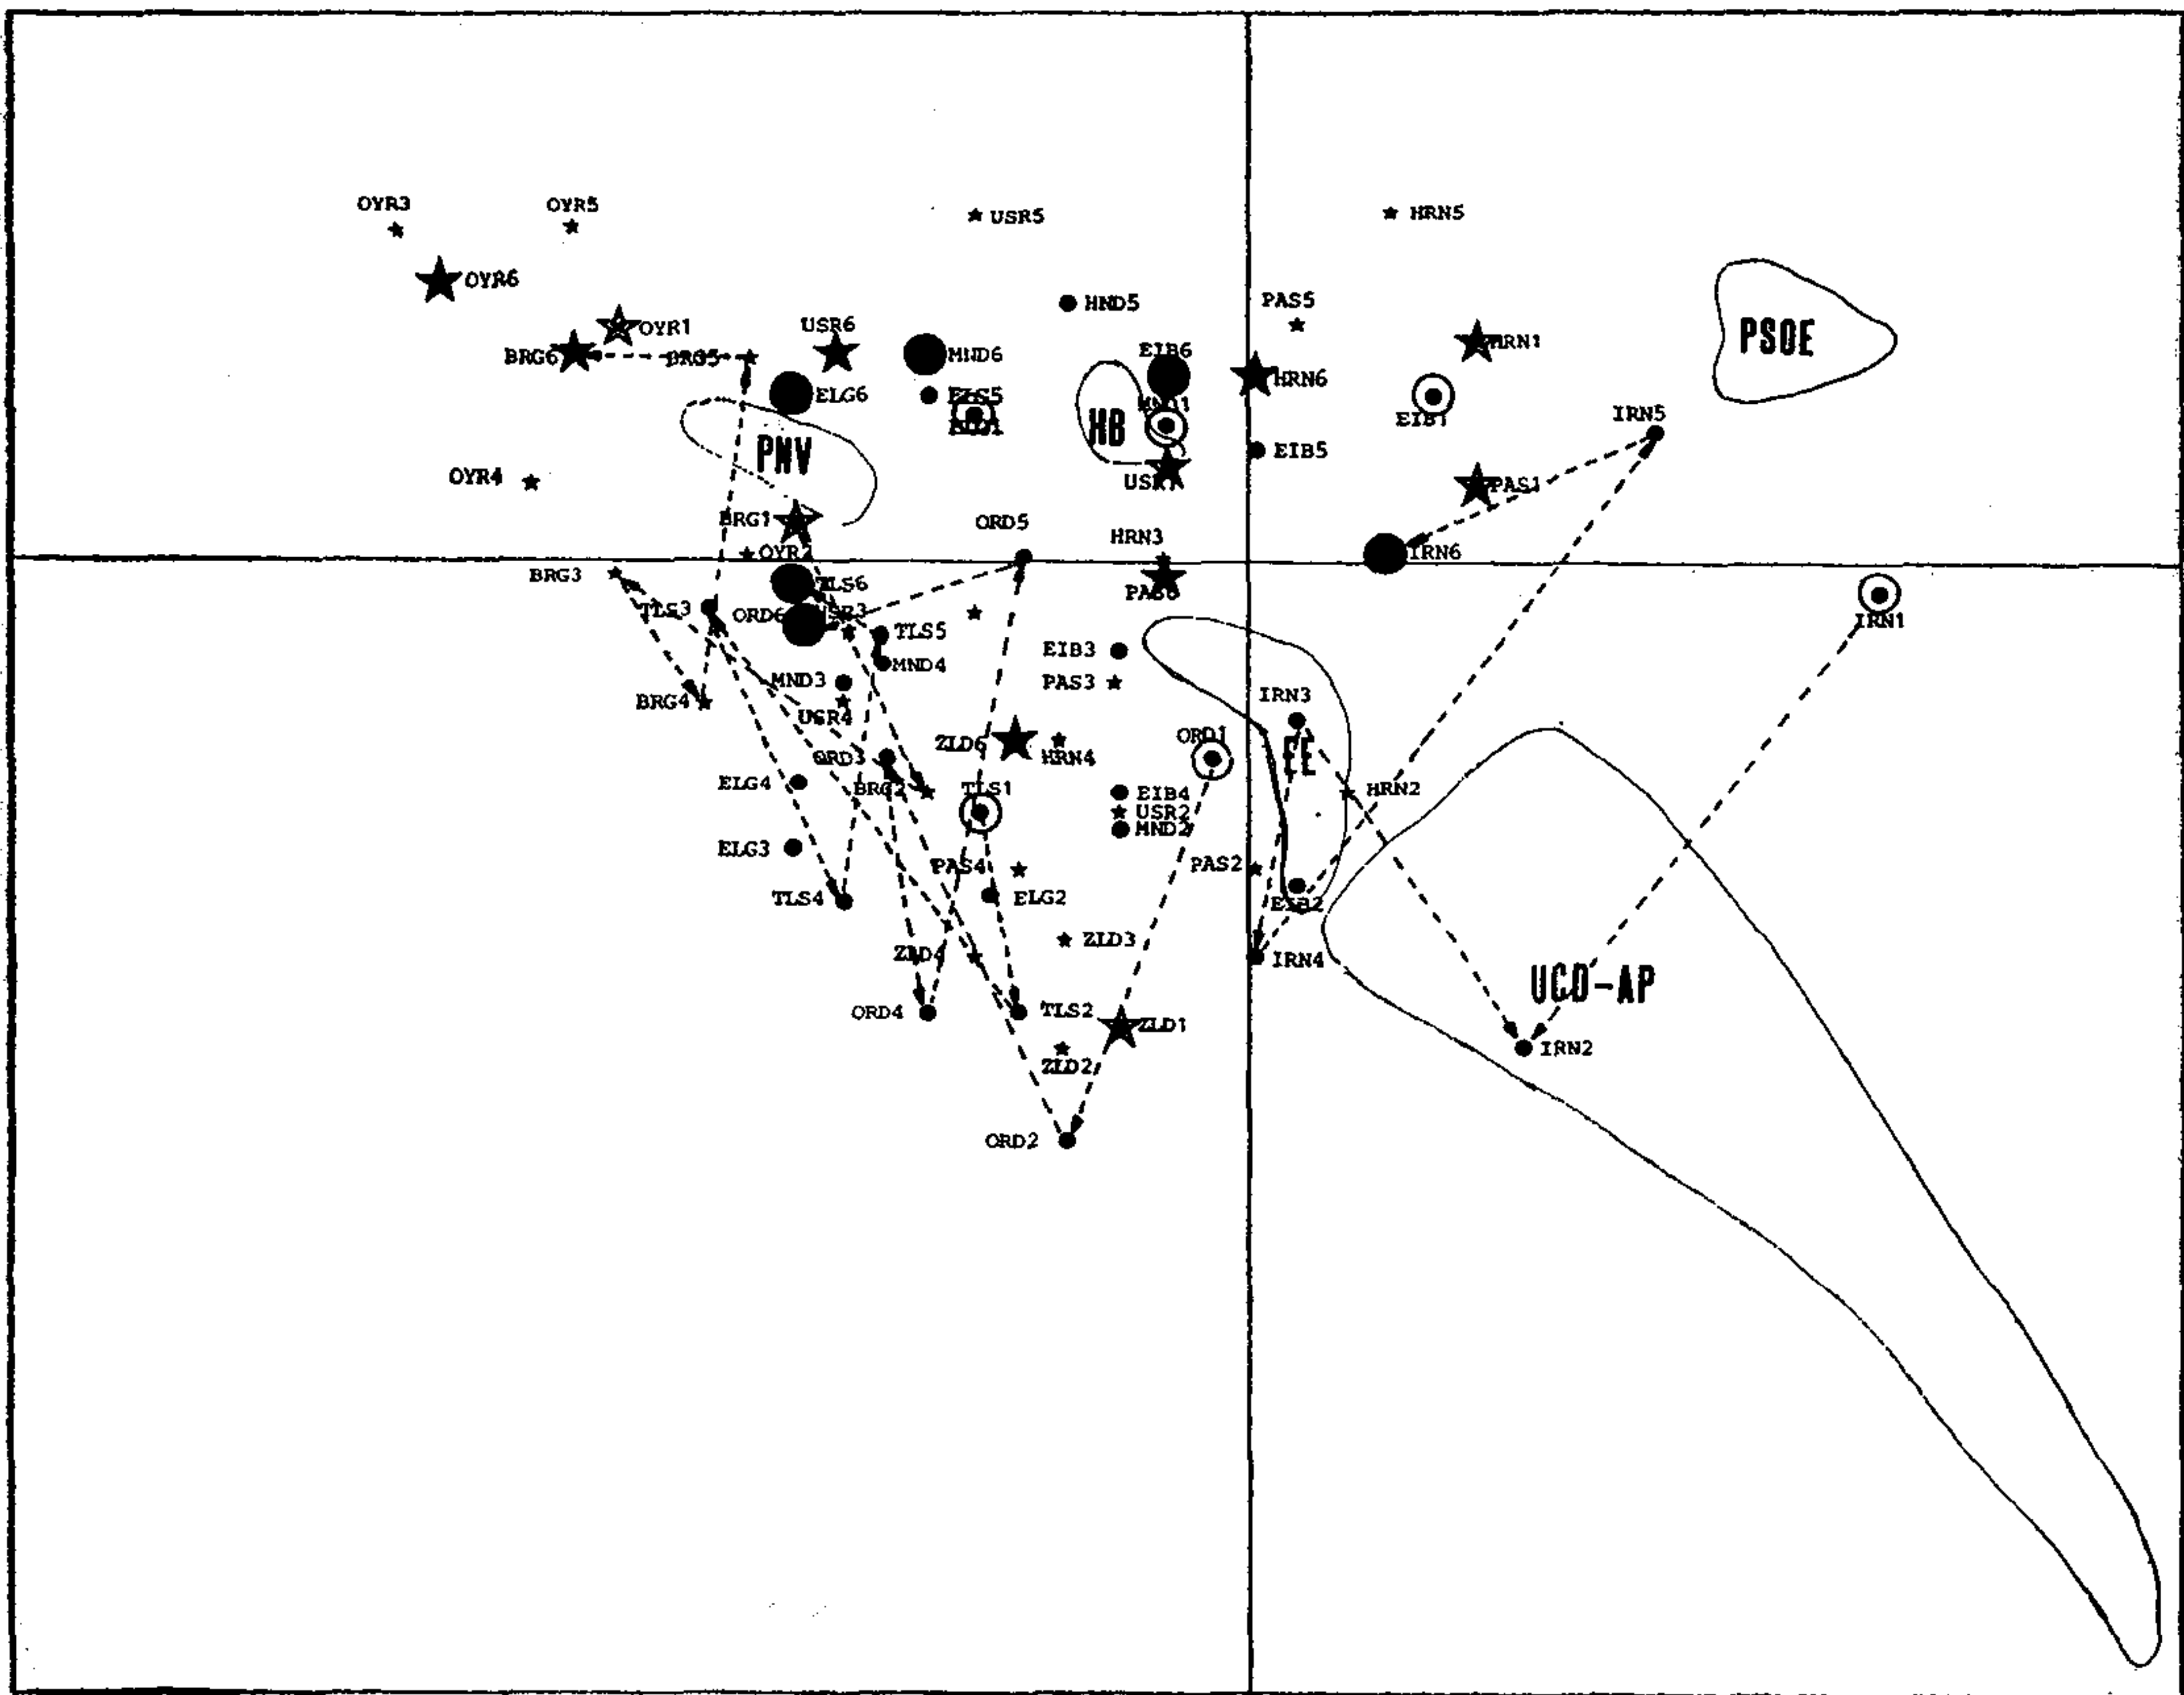 OYR3
OYR5
USR5
HRN5
OYR6
HND5
PAS5
OYR1
USR6
BRG6
BRG5
MND6
EIB6
HRN1
PSOE
ELG6
ELG5
HRN6
MND1
EIB1
IRN5
PNV
HB
EIB5
OYR4
USR1
PAS1
BRG1
ORD5
HRN3
OYR2
IRN6
BRG3
TLS6
PAS6
TLS3
ORD6
USR3
TLS5
IRN1
EIB3
MND4
MND3
PAS3
BRG4
USR4
IRN3
ZLD6
HRN4
ORD1
ORD3
EE
ELG4
BRG2
TLS1
EIB4
HRN2
USR2
MND2
ELG3
PAS4
PAS2
TLS4
ELG2
EIB2
ZLD4
ZLD3
IRN4
UCD-AP
ORD4
TLS2
ZLD1
IRN2
ZLD2
ORD2